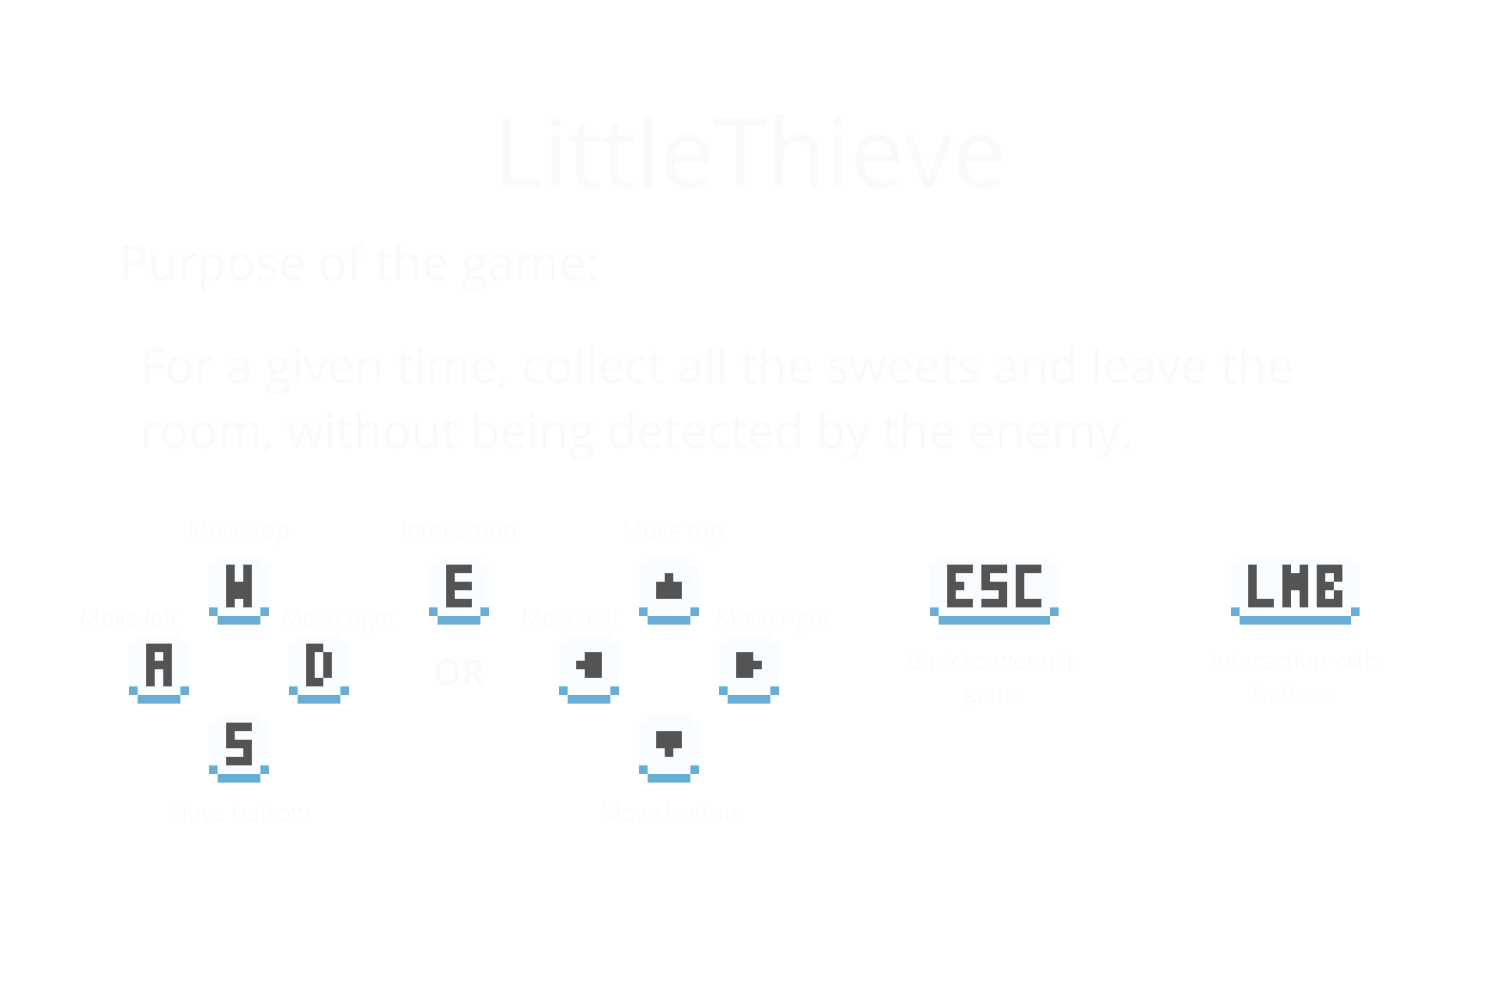 LittleThieve
Purpose of the game:
For a given time, collect all the sweets and leave the
room, without being detected by the enemy.
Move top
Interaction
Move top
W
E
ESC
LMB
Move left
Move right
Move left
Move right
A
D
OR
Back to menu in
game
Interaction with
buttons
S
Move bottom
Move bottom